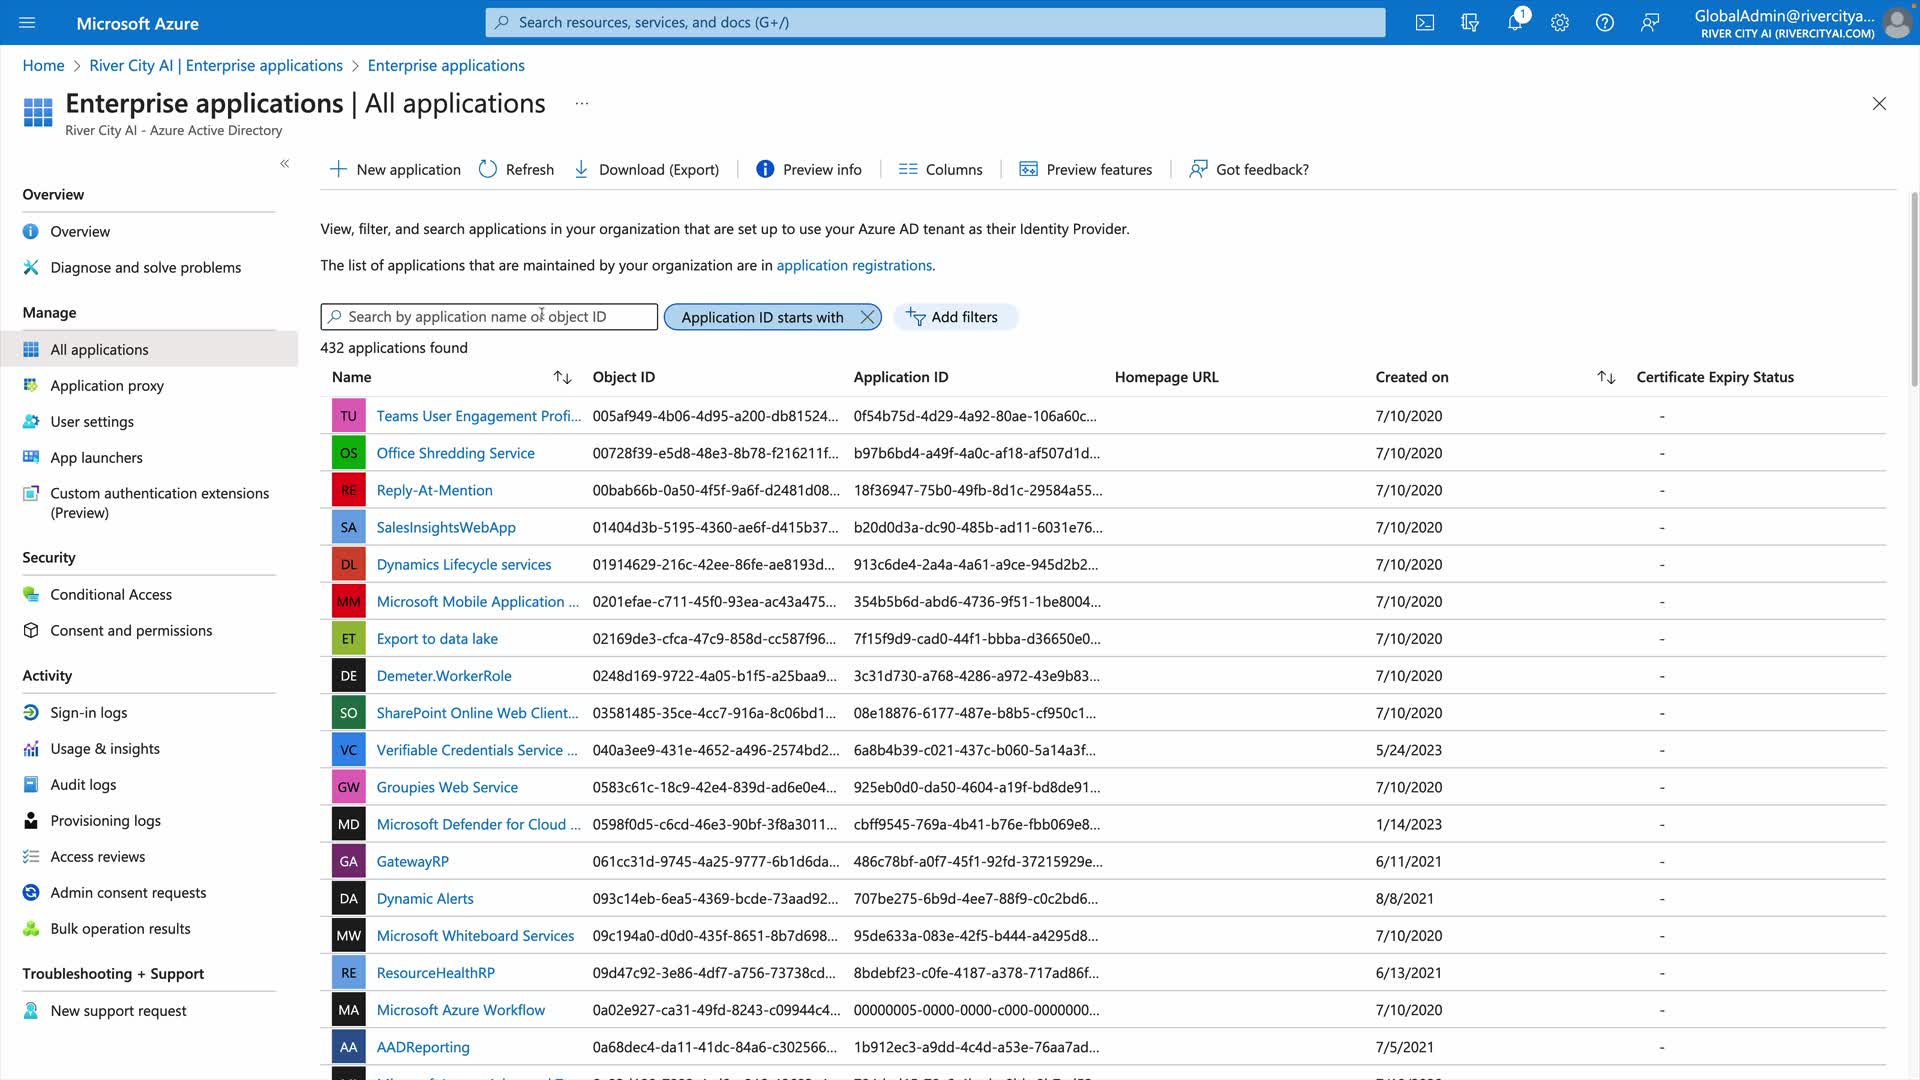 Microsoft Azure
Search resources, services, and docs (G+/)
1
GlobalAdmin@rivercitya...
RIVER CITY AI (RIVERCITYAI.COM)
Home > River City AI | Enterprise applications > Enterprise applications
Enterprise applications | All applications ...
River City AI - Azure Active Directory
Overview
Overview
Diagnose and solve problems
Manage
All applications
Application proxy
User settings
App launchers
Custom authentication extensions
(Preview)
Security
Conditional Access
Consent and permissions
Activity
Sign-in logs
Usage & insights
Audit logs
Provisioning logs
Access reviews
Admin consent requests
Bulk operation results
Troubleshooting + Support
New support request
New application Refresh Download (Export) Preview info Columns Preview features Got feedback?
View, filter, and search applications in your organization that are set up to use your Azure AD tenant as their Identity Provider.
The list of applications that are maintained by your organization are in application registrations.
Search by application name or object ID Application ID starts with Add filters
432 applications found
Name Object ID Application ID Homepage URL Created on Certificate Expiry Status
TU Teams User Engagement Profi... 005af949-4b06-4d95-a200-db81524... 0f54b75d-4d29-4a92-80ae-106a60c... 7/10/2020 -
OS Office Shredding Service 00728f39-e5d8-48e3-8b78-f216211f... b97b6bd4-a49f-4a0c-af18-af507d1d... 7/10/2020 -
RE Reply-At-Mention 00bab66b-0a50-4f5f-9a6f-d2481d08... 18f36947-75b0-49fb-8d1c-29584a55... 7/10/2020 -
SA SalesInsightsWebApp 01404d3b-5195-4360-ae6f-d415b37... b20d0d3a-dc90-485b-ad11-6031e76... 7/10/2020 -
DL Dynamics Lifecycle services 01914629-216c-42ee-86fe-ae8193d... 913c6de4-2a4a-4a61-a9ce-945d2b2... 7/10/2020 -
MM Microsoft Mobile Application ... 0201efae-c711-45f0-93ea-ac43a475... 354b5b6d-abd6-4736-9f51-1be8004... 7/10/2020 -
ET Export to data lake 02169de3-cfca-47c9-858d-cc587f96... 7f15f9d9-cad0-44f1-bbba-d36650e0... 7/10/2020 -
DE Demeter.WorkerRole 0248d169-9722-4a05-b1f5-a25baa9... 3c31d730-a768-4286-a972-43e9b83... 7/10/2020 -
SO SharePoint Online Web Client... 03581485-35ce-4cc7-916a-8c06bd1... 08e18876-6177-487e-b8b5-cf950c1... 7/10/2020 -
VC Verifiable Credentials Service ... 040a3ee9-431e-4652-a496-2574bd2... 6a8b4b39-c021-437c-b060-5a14a3f... 5/24/2023 -
GW Groupies Web Service 0583c61c-18c9-42e4-839d-ad6e0e4... 925eb0d0-da50-4604-a19f-bd8de91... 7/10/2020 -
MD Microsoft Defender for Cloud ... 0598f0d5-c6cd-46e3-90bf-3f8a3011... cbff9545-769a-4b41-b76e-fbb069e8... 1/14/2023 -
GA GatewayRP 061cc31d-9745-4a25-9777-6b1d6da... 486c78bf-a0f7-45f1-92fd-37215929e... 6/11/2021 -
DA Dynamic Alerts 093c14eb-6ea5-4369-bcde-73aad92... 707be275-6b9d-4ee7-88f9-c0c2bd6... 8/8/2021 -
MW Microsoft Whiteboard Services 09c194a0-d0d0-435f-8651-8b7d698... 95de633a-083e-42f5-b444-a4295d8... 7/10/2020 -
RE ResourceHealthRP 09d47c92-3e86-4df7-a756-73738cd... 8bdebf23-c0fe-4187-a378-717ad86f... 6/13/2021 -
MA Microsoft Azure Workflow 0a02e927-ca31-49fd-8243-c09944c4... 00000005-0000-0000-c000-0000000... 7/10/2020 -
AA AADReporting 0a68dec4-da11-41dc-84a6-c302566... 1b912ec3-a9dd-4c4d-a53e-76aa7ad... 7/5/2021 -